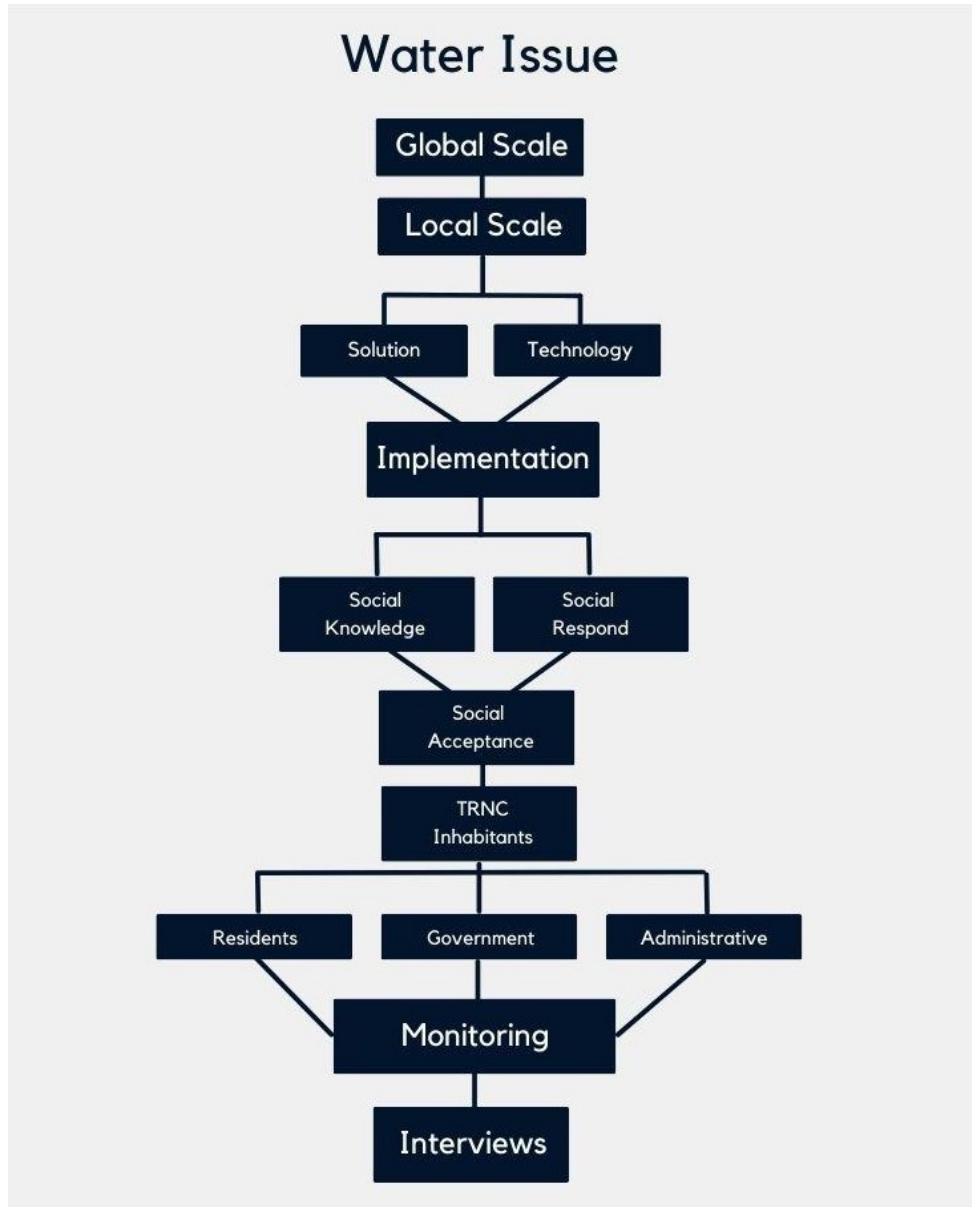 Water Issue
Global Scale
Local Scale
Solution
Technology
Implementation
Social
Knowledge
Social
Respond
Social
Acceptance
TRNC
Inhabitants
Residents
Government
Administrative
Monitoring
Interviews